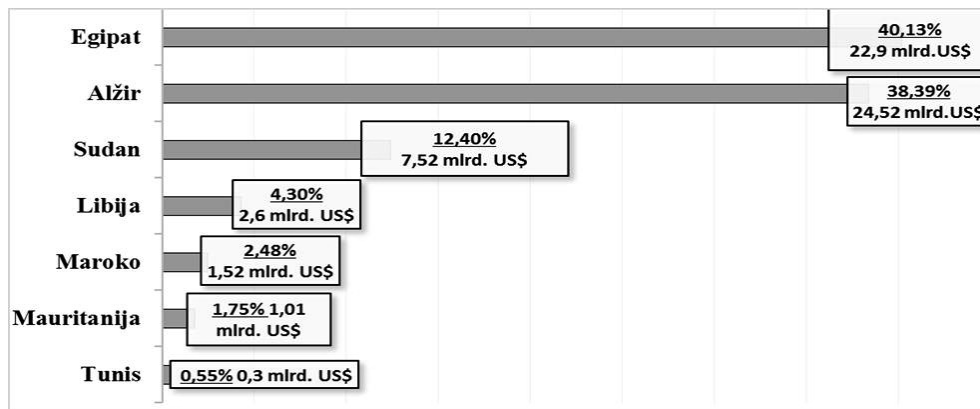 Egipat
40,13%
22,9 mlrd.US$
Alžir
38,39%
24,52 mlrd.US$
Sudan
12,40%
7,52 mlrd. US$
Libija
4,30%
2,6 mlrd. US$
Maroko
2,48%
1,52 mlrd. US$
Mauritanija
1,75% 1,01
mlrd. US$
Tunis
0,55% 0,3 mlrd. US$